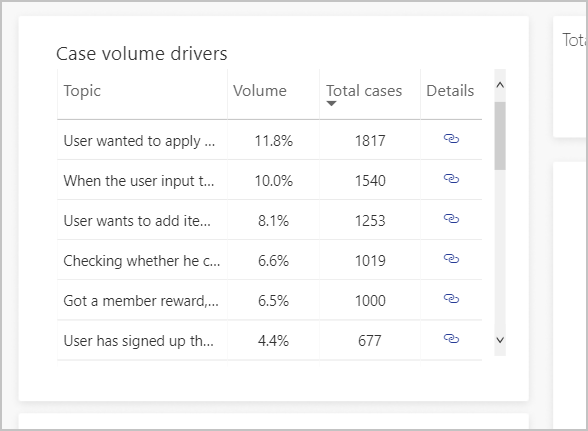 Case volume drivers
Topic Volume Total cases Details
User wanted to apply ... 11.8% 1817
When the user input t... 10.0% 1540
User wants to add ite... 8.1% 1253
Checking whether he c... 6.6% 1019
Got a member reward,... 6.5% 1000
User has signed up th... 4.4% 677
Tot